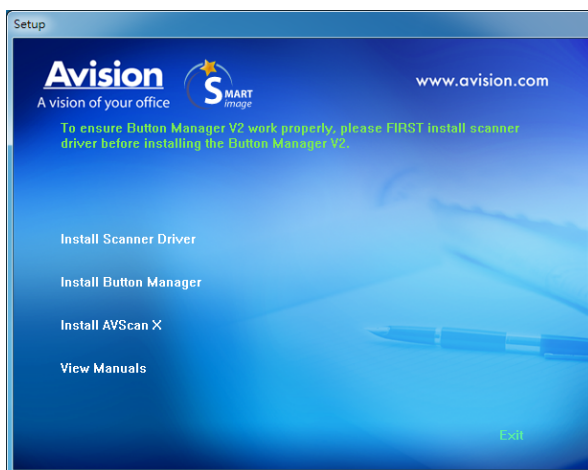 Setup
Avision
A vision of your office
SMART
image
www.avision.com
To ensure Button Manager V2 work properly, please FIRST install scanner
driver before installing the Button Manager V2.
Install Scanner Driver
Install Button Manager
Install AVScan X
View Manuals
Exit